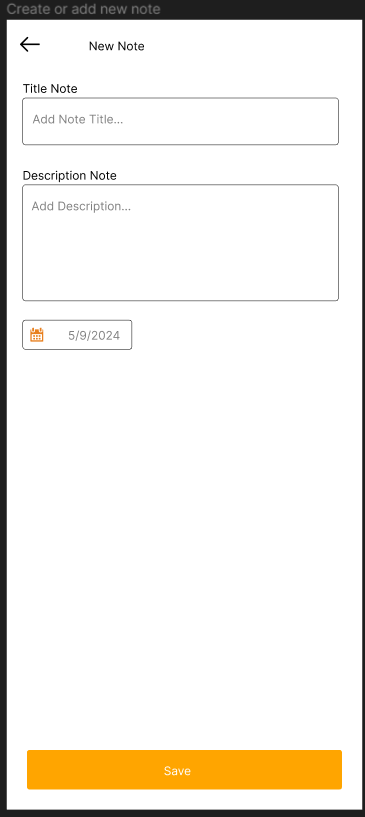 Create or add new note
New Note
Title Note
Add Note Title...
Description Note
Add Description...
5/9/2024
Save